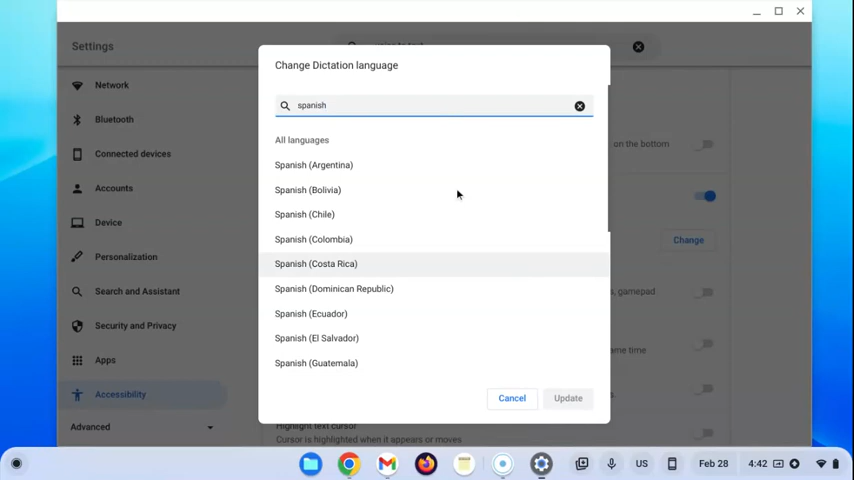 Settings
Change Dictation language
spanish
All languages
Spanish (Argentina)
Spanish (Bolivia)
Spanish (Chile)
Spanish (Colombia)
Spanish (Costa Rica)
Spanish (Dominican Republic)
Spanish (Ecuador)
Spanish (El Salvador)
Spanish (Guatemala)
Cancel
Update
Network
Bluetooth
Connected devices
Accounts
Device
Personalization
Search and Assistant
Security and Privacy
Apps
Accessibility
Advanced
on the bottom
Change
gamepad.
ame time
Highlight text cursor
Cursor is highlighted when it appears or moves
US
Feb 28
4:42